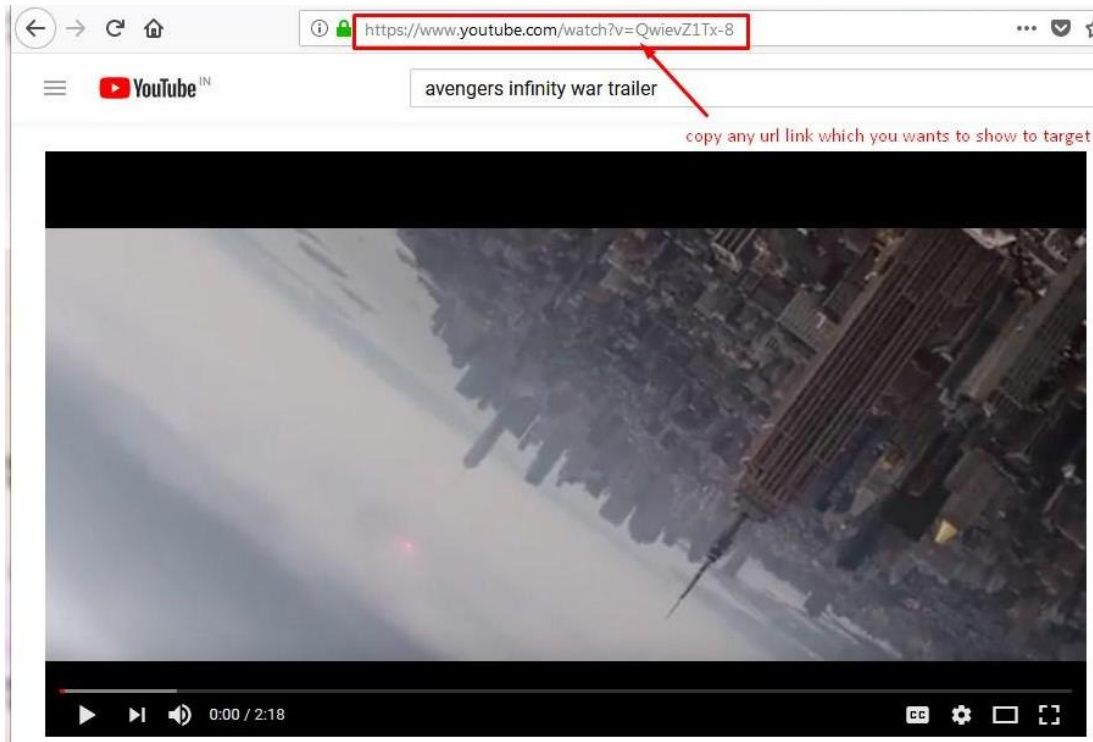 https://www.youtube.com/watch?v=QwievZ1Tx-8
YouTube IN
avengers infinity war trailer
copy any url link which you wants to show to target
0:00 / 2:18
CC